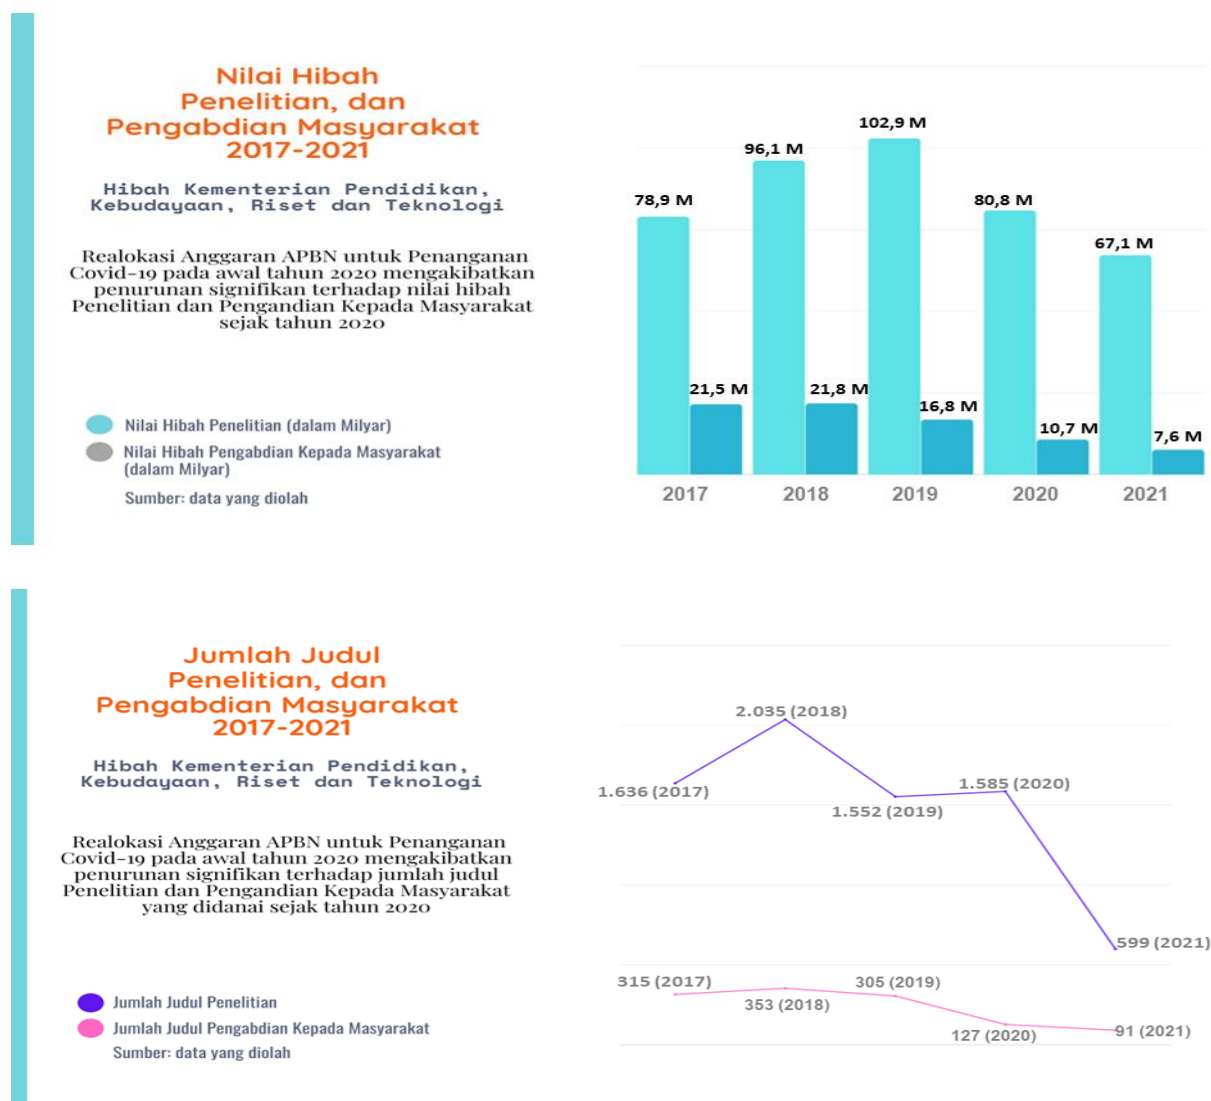 Nilai Hibah
Penelitian, dan
Pengabdian Masyarakat
2017-2021
Hibah Kementerian Pendidikan,
Kebudayaan, Riset dan Teknologi
Realokasi Anggaran APBN untuk Penanganan
Covid-19 pada awal tahun 2020 mengakibatkan
penurunan signifikan terhadap nilai hibah
Penelitian dan Pengandian Kepada Masyarakat
sejak tahun 2020
Nilai Hibah Penelitian (dalam Milyar)
Nilai Hibah Pengabdian Kepada Masyarakat
(dalam Milyar)
Sumber: data yang diolah
78,9 M
21,5 M
96,1 M
21,8 M
102,9 M
16,8 M
80,8 M
10,7 M
67,1 M
7,6 M
2017
2018
2019
2020
2021
Jumlah Judul
Penelitian, dan
Pengabdian Masyarakat
2017-2021
Hibah Kementerian Pendidikan,
Kebudayaan, Riset dan Teknologi
Realokasi Anggaran APBN untuk Penanganan
Covid-19 pada awal tahun 2020 mengakibatkan
penurunan signifikan terhadap jumlah judul
Penelitian dan Pengandian Kepada Masyarakat
yang didanai sejak tahun 2020
Jumlah Judul Penelitian
Jumlah Judul Pengabdian Kepada Masyarakat
Sumber: data yang diolah
1.636 (2017)
2.035 (2018)
1.552 (2019)
1.585 (2020)
599 (2021)
315 (2017)
353 (2018)
305 (2019)
127 (2020)
91 (2021)